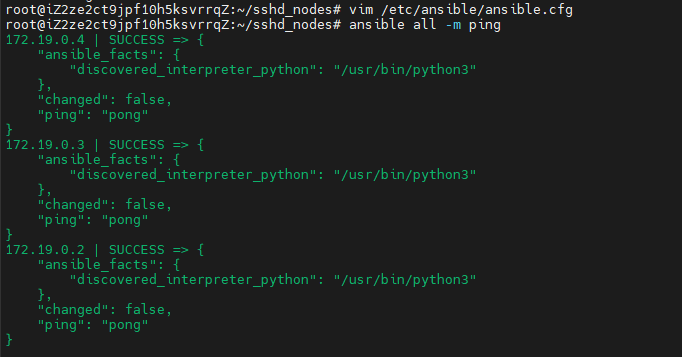 root@iZ2ze2ct9jpf10h5ksvrrqZ:~/sshd_nodes# vim /etc/ansible/ansible.cfg
root@iZ2ze2ct9jpf10h5ksvrrqZ:~/sshd_nodes# ansible all -m ping
172.19.0.4 | SUCCESS => {
    "ansible_facts": {
        "discovered_interpreter_python": "/usr/bin/python3"
    },
    "changed": false,
    "ping": "pong"
}
172.19.0.3 | SUCCESS => {
    "ansible_facts": {
        "discovered_interpreter_python": "/usr/bin/python3"
    },
    "changed": false,
    "ping": "pong"
}
172.19.0.2 | SUCCESS => {
    "ansible_facts": {
        "discovered_interpreter_python": "/usr/bin/python3"
    },
    "changed": false,
    "ping": "pong"
}